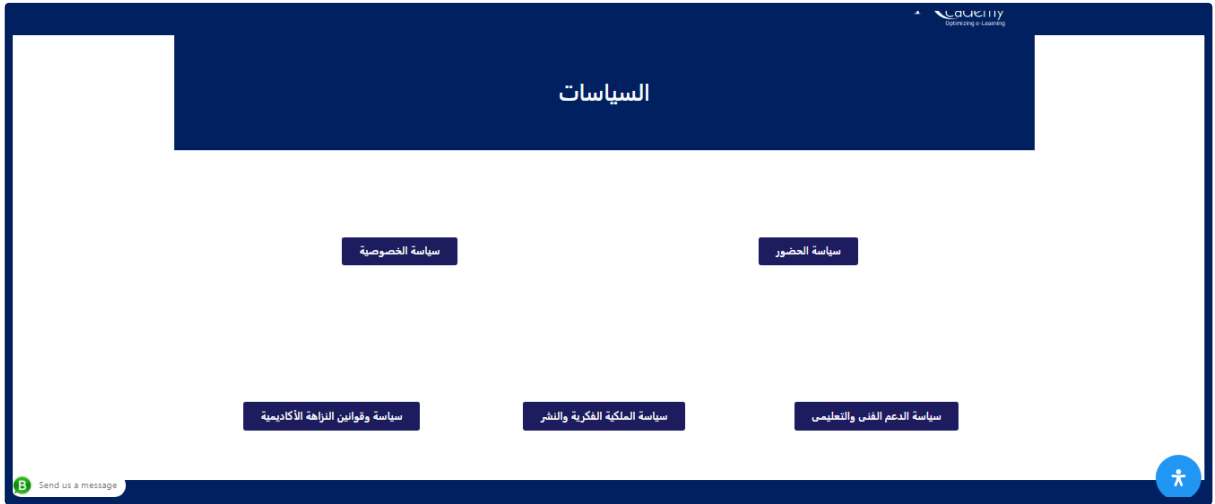 Optimizing e-Learning
السياسات
سياسة الحضور
سياسة الخصوصية
سياسة الدعم الفنى والتعليمى
سياسة الملكية الفكرية والنشر
سياسة وقوانين النزاهة الأكاديمية
B
Send us a message